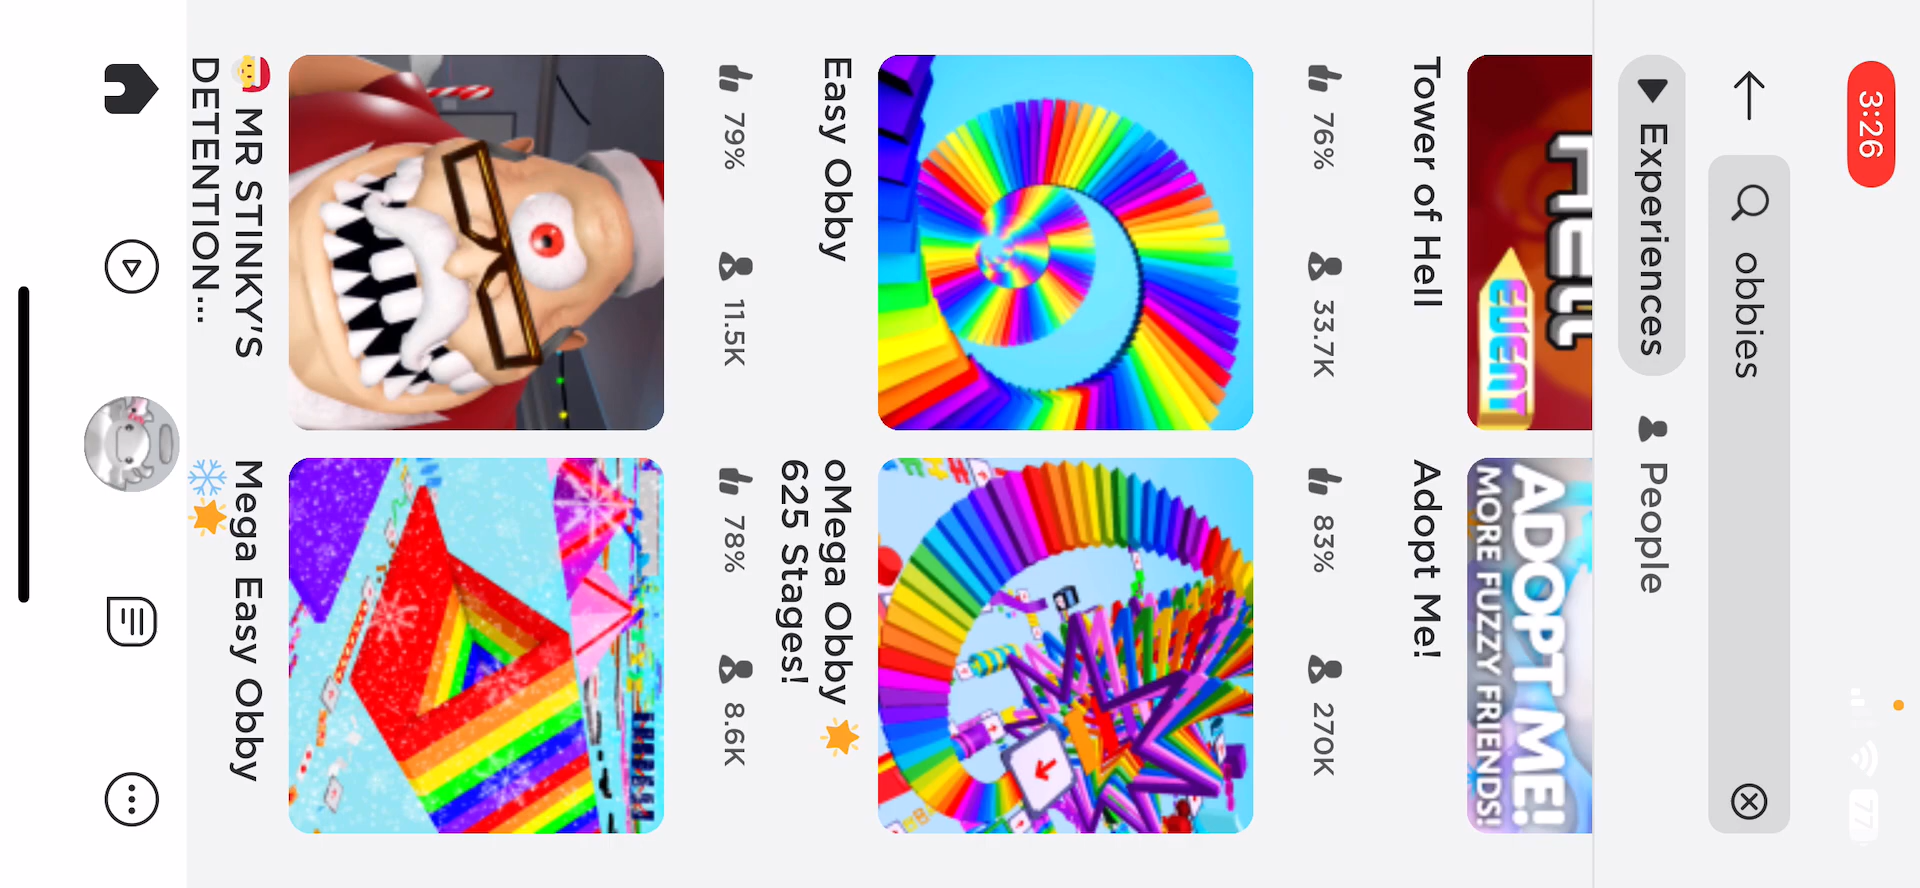 3:26
77
obbies
Experiences
People
HELL
EVENT
ADOPT ME!
MORE FUZZY FRIENDS!
Tower of Hell
Adopt Me!
76%
33.7K
83%
270K
Easy Obby
oMega Obby 🌟
625 Stages!
79%
11.5K
78%
8.6K
🎅 MR STINKY'S
DETENTION...
Mega Easy Obby
❄️🌟